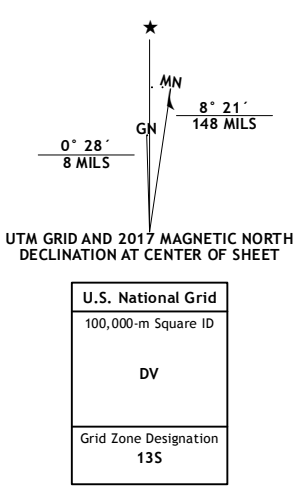 ★
MN
GN
8° 21´
148 MILS
0° 28´
8 MILS
UTM GRID AND 2017 MAGNETIC NORTH
DECLINATION AT CENTER OF SHEET
U.S. National Grid
100,000-m Square ID
DV
Grid Zone Designation
13S